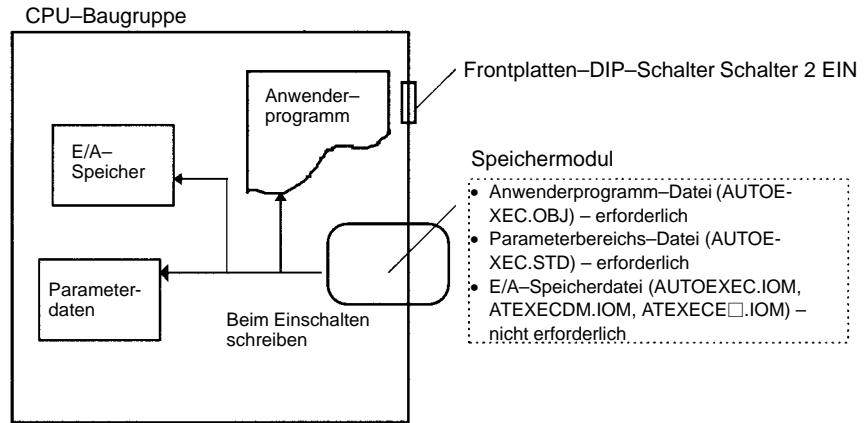 CPU–Baugruppe
Frontplatten–DIP–Schalter Schalter 2 EIN
Anwender–
programm
E/A–
Speicher
Speichermodul
• Anwenderprogramm–Datei (AUTOE-
XEC.OBJ) – erforderlich
• Parameterbereichs–Datei (AUTOE-
XEC.STD) – erforderlich
• E/A–Speicherdatei (AUTOEXEC.IOM,
ATEXECDM.IOM, ATEXECE□.IOM) –
nicht erforderlich
Parameter-
daten
Beim Einschalten
schreiben